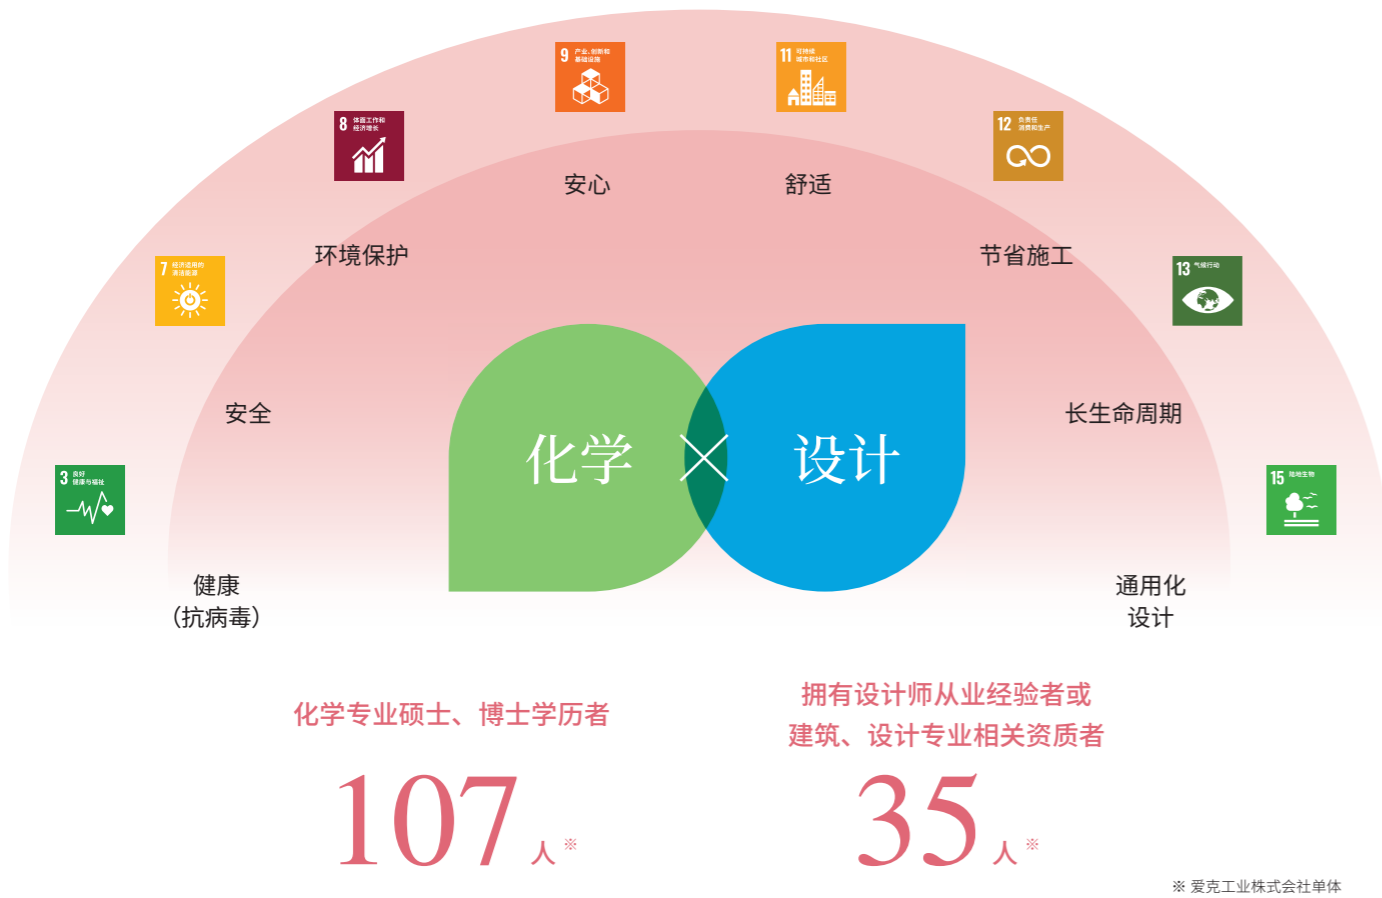 9 产业、创新和
基础设施
11 可持续
城市和社区
8 体面工作和
经济增长
12 负责任
消费和生产
安心
舒适
环境保护
节省施工
7 经济适用的
清洁能源
13 气候行动
安全
长生命周期
化学
×
设计
3 良好
健康与福祉
15 陆地生物
健康
（抗病毒）
通用化
设计
化学专业硕士、博士学历者
107人※
拥有设计师从业经验者或
建筑、设计专业相关资质者
35人※
※ 爱克工业株式会社单体